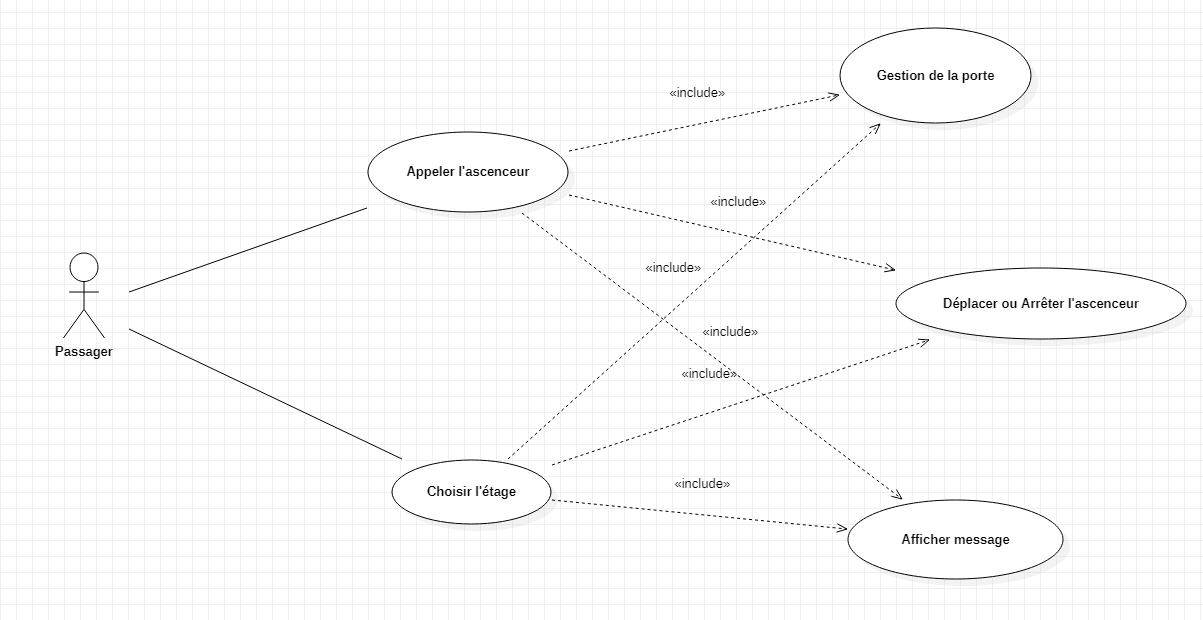 Gestion de la porte
«include»
Appeler l'ascenceur
«include»
«include»
Déplacer ou Arrêter l'ascenceur
«include»
Passager
«include»
Choisir l'étage
«include»
Afficher message